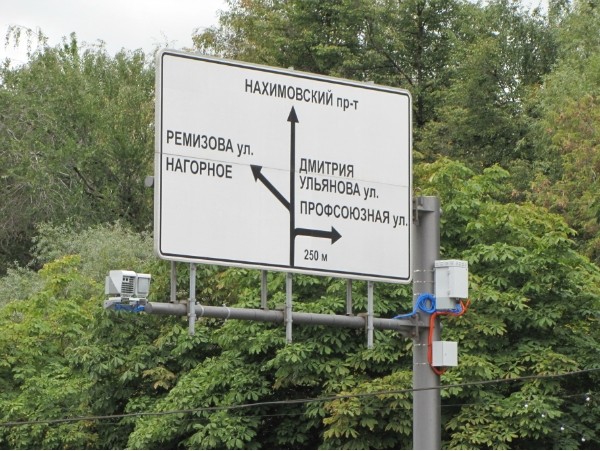 НАХИМОВСКИЙ пр-т
РЕМИЗОВА ул.
НАГОРНОЕ
ДМИТРИЯ
УЛЬЯНОВА ул.
ПРОФСОЮЗНАЯ ул.
250 м